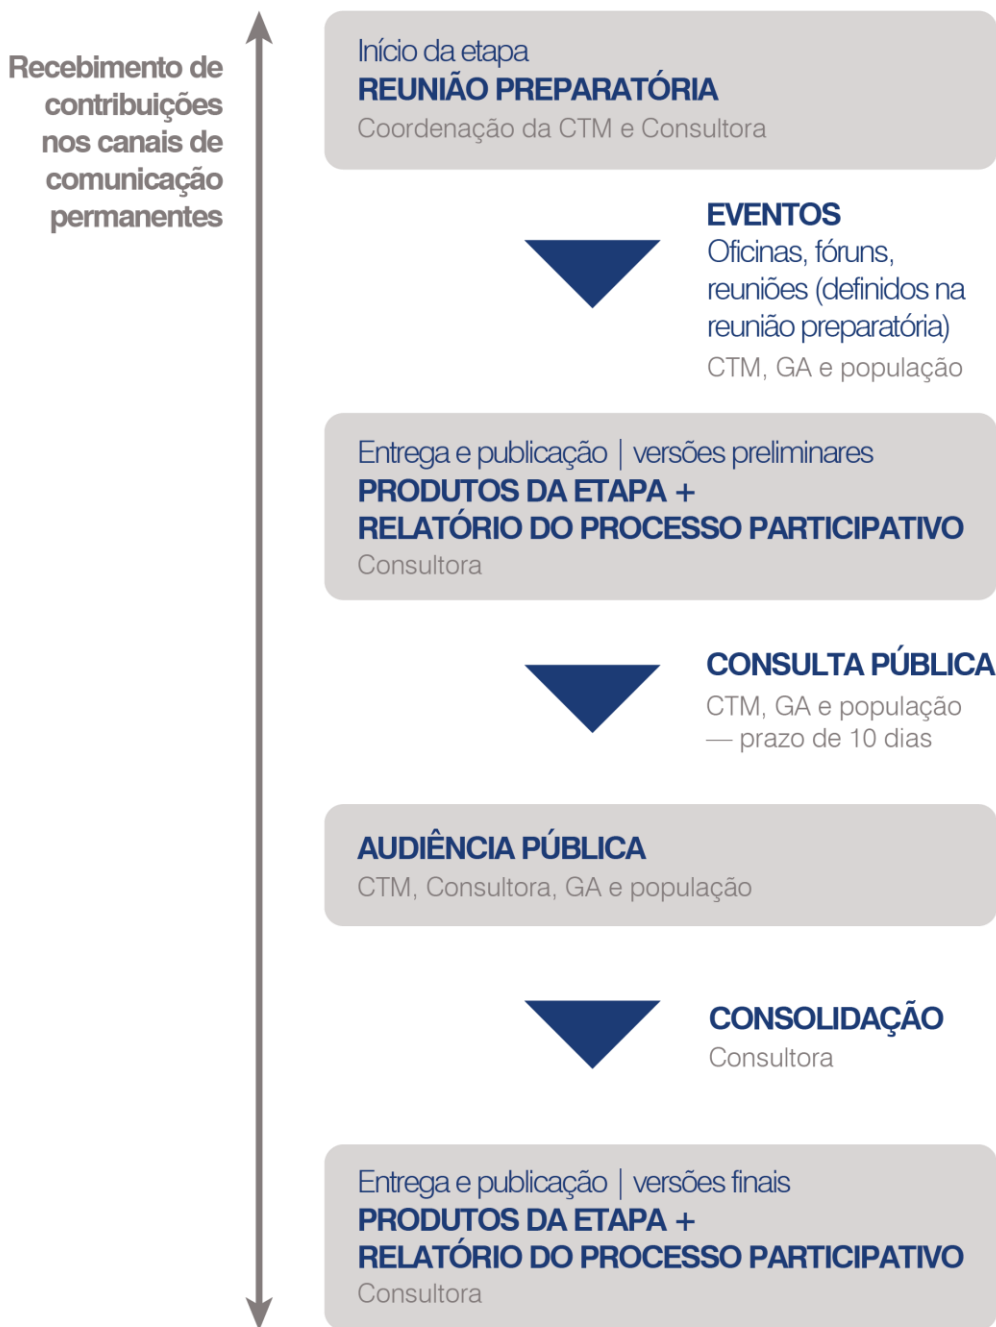 Recebimento de
contribuições
nos canais de
comunicação
permanentes
Início da etapa
REUNIÃO PREPARATÓRIA
Coordenação da CTM e Consultora
EVENTOS
Oficinas, fóruns,
reuniões (definidos na
reunião preparatória)
CTM, GA e população
Entrega e publicação | versões preliminares
PRODUTOS DA ETAPA +
RELATÓRIO DO PROCESSO PARTICIPATIVO
Consultora
CONSULTA PÚBLICA
CTM, GA e população
— prazo de 10 dias
AUDIÊNCIA PÚBLICA
CTM, Consultora, GA e população
CONSOLIDAÇÃO
Consultora
Entrega e publicação | versões finais
PRODUTOS DA ETAPA +
RELATÓRIO DO PROCESSO PARTICIPATIVO
Consultora